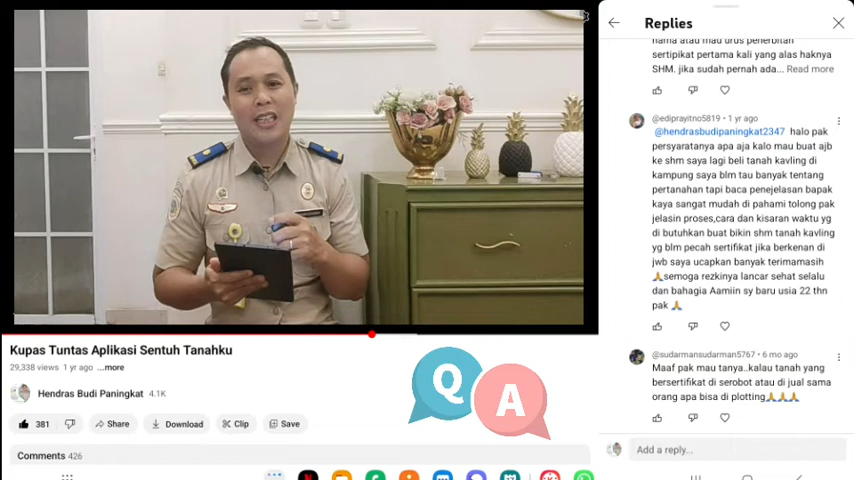 Kupas Tuntas Aplikasi Sentuh Tanahku
29,338 views 1 yr ago ...more
Hendras Budi Paningkat 4.1K
381
Share
Download
Clip
Save
Comments 426
Q
A
Replies
nama atau mau urus penerbitan
sertipikat pertama kali yang alas haknya
SHM. jika sudah pernah ada... Read more
@ediprayitno5819 • 1 yr ago
@hendrasbudipaningkat2347 halo pak
persyaratanya apa aja kalo mau buat ajb
ke shm saya lagi beli tanah kavling di
kampung saya blm tau banyak tentang
pertanahan tapi baca penejelasan bapak
kaya sangat mudah di pahami tolong pak
jelasin proses,cara dan kisaran waktu yg
di butuhkan buat bikin shm tanah kavling
yg blm pecah sertifikat jika berkenan di
jwb saya ucapkan banyak terimamasih
🙏semoga rezkinya lancar sehat selalu
dan bahagia Aamiin sy baru usia 22 thn
pak 🙏
@sudarmansudarman5767 • 6 mo ago
Maaf pak mau tanya..kalau tanah yang
bersertifikat di serobot atau di jual sama
orang apa bisa di plotting🙏🙏🙏
Add a reply...